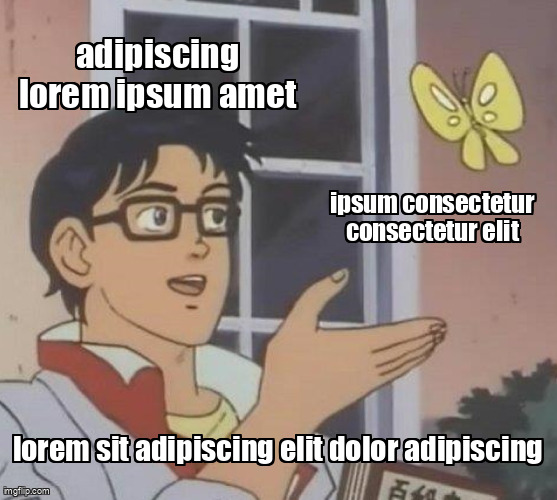 adipiscing
lorem ipsum amet
ipsum consectetur
consectetur elit
lorem sit adipiscing elit dolor adipiscing
imgflip.com